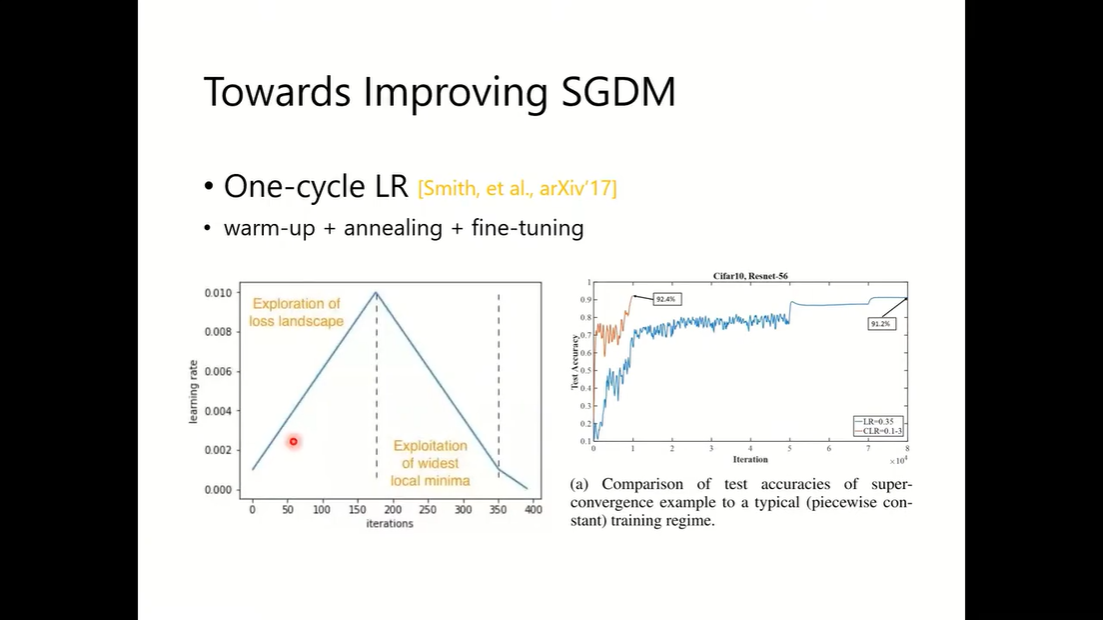 Towards Improving SGDM
• One-cycle LR [Smith, et al., arXiv'17]
• warm-up + annealing + fine-tuning
Exploration of
loss landscape
Exploitation
of widest
local minima
learning rate
0.010
0.008
0.006
0.004
0.002
0.000
0 50 100 150 200 250 300 350 400
iterations
Cifar10, Resnet-56
Test Accuracy
1
0.9
0.8
0.7
0.6
0.5
0.4
0.3
0.2
0.1
92.4%
91.2%
LR=0.35
CLR=0.1-3
0 1 2 3 4 5 6 7 8
×10⁴
Iteration
(a) Comparison of test accuracies of super-
convergence example to a typical (piecewise con-
stant) training regime.